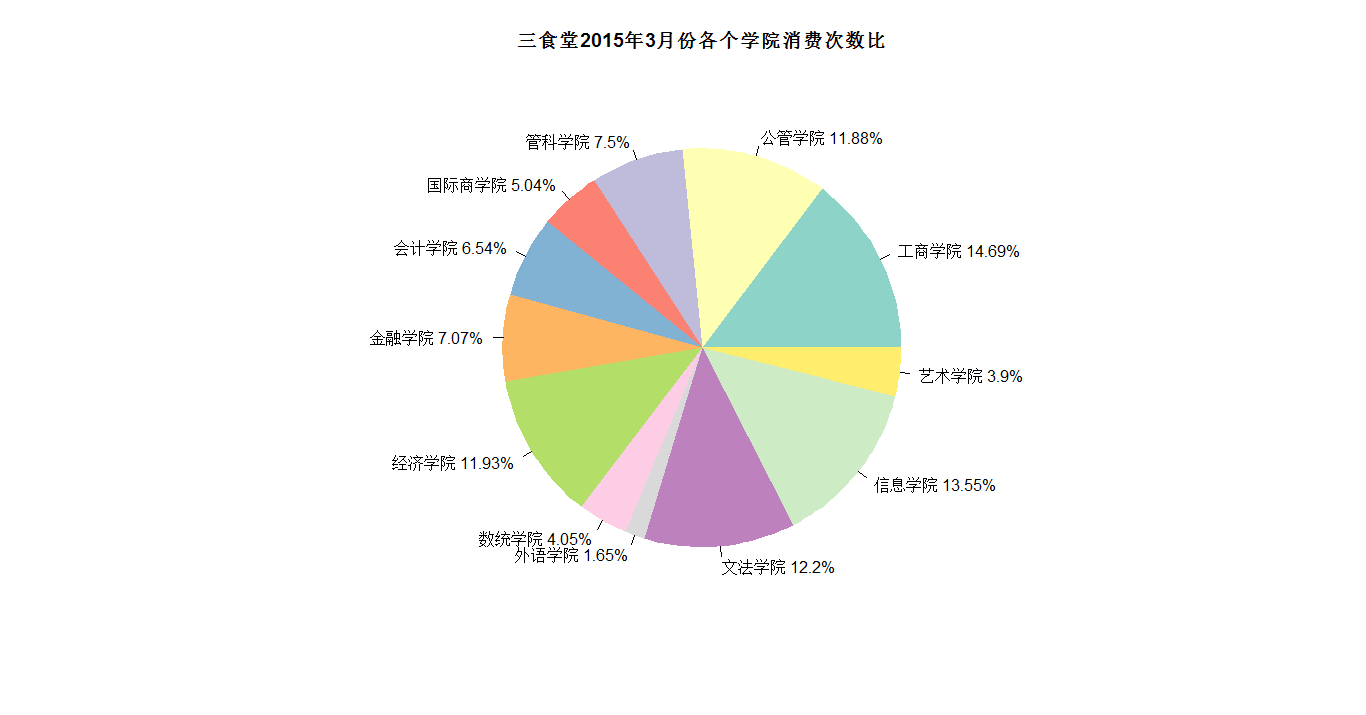 三食堂2015年3月份各个学院消费次数比
公管学院 11.88%
管科学院 7.5%
国际商学院 5.04%
工商学院 14.69%
会计学院 6.54%
金融学院 7.07%
艺术学院 3.9%
经济学院 11.93%
信息学院 13.55%
数统学院 4.05%
外语学院 1.65%
文法学院 12.2%